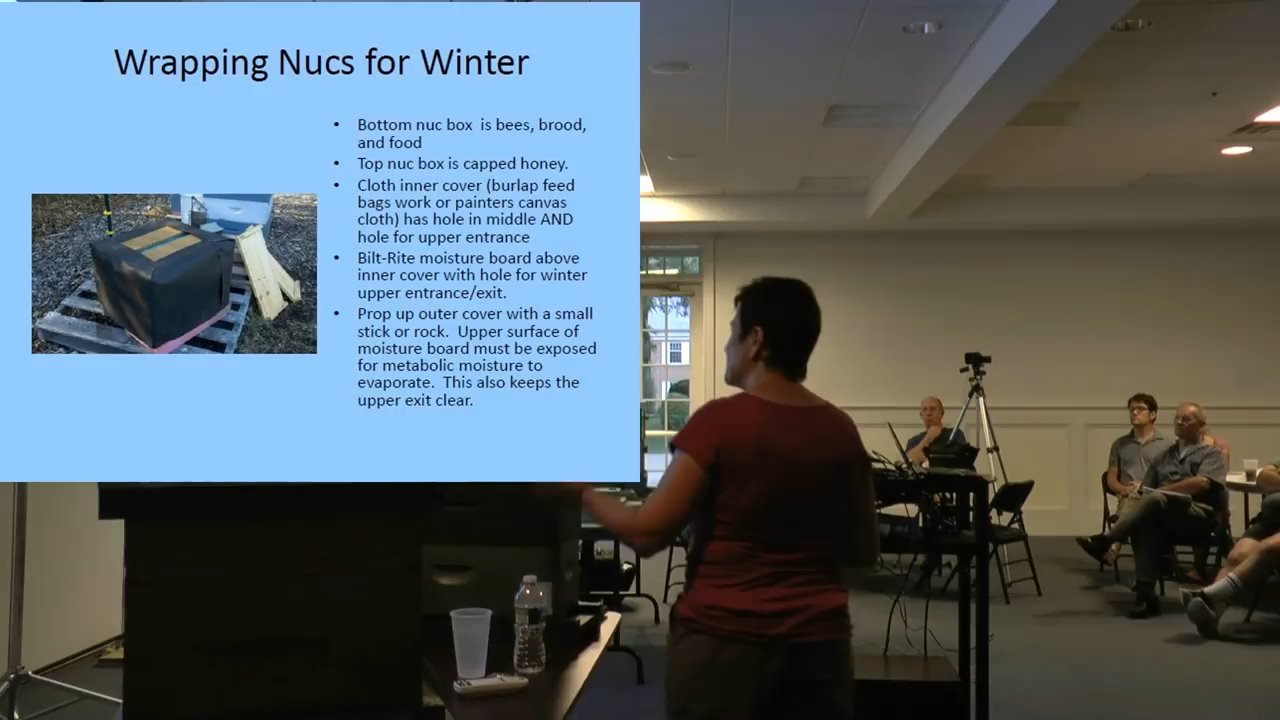 Wrapping Nucs for Winter
• Bottom nuc box is bees, brood,
and food
• Top nuc box is capped honey.
• Cloth inner cover (burlap feed
bags work or painters canvas
cloth) has hole in middle AND
hole for upper entrance
• Bilt-Rite moisture board above
inner cover with hole for winter
upper entrance/exit.
• Prop up outer cover with a small
stick or rock. Upper surface of
moisture board must be exposed
for metabolic moisture to
evaporate. This also keeps the
upper exit clear.